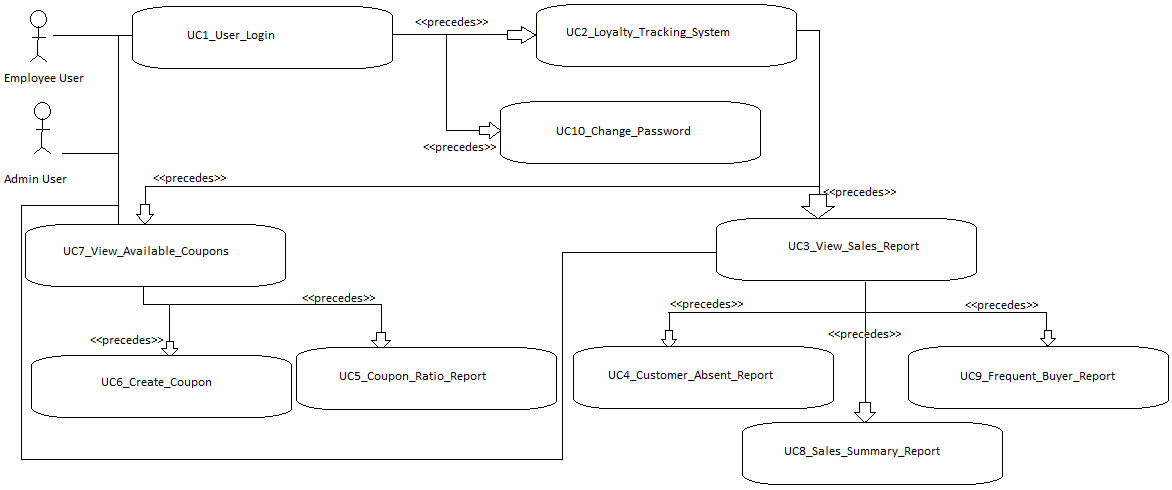 <<precedes>>
UC1_User_Login
UC2_Loyalty_Tracking_System
Employee User
UC10_Change_Password
<<precedes>>
Admin User
<<precedes>>
<<precedes>>
UC7_View_Available_Coupons
UC3_View_Sales_Report
<<precedes>>
<<precedes>>
<<precedes>>
<<precedes>>
<<precedes>>
UC6_Create_Coupon
UC5_Coupon_Ratio_Report
UC4_Customer_Absent_Report
UC9_Frequent_Buyer_Report
UC8_Sales_Summary_Report